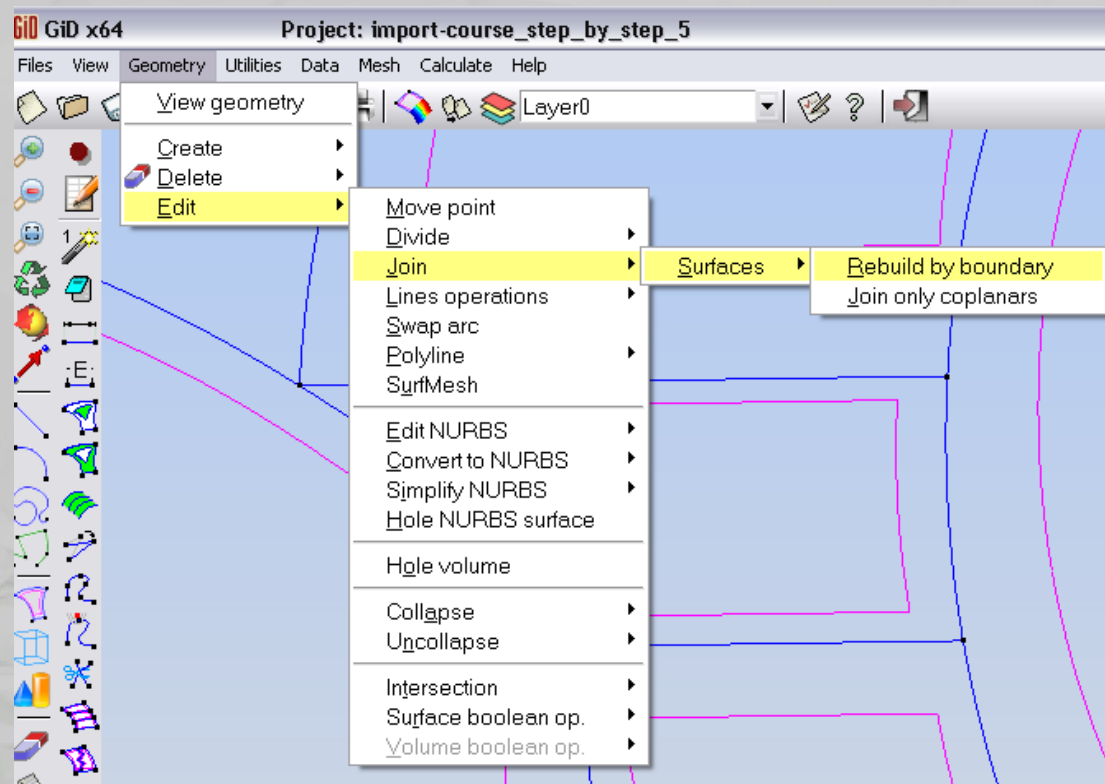 GiD GiD x64 Project: import-course_step_by_step_5
Files View Geometry Utilities Data Mesh Calculate Help
Layer0
View geometry
Create
Delete
Edit
Move point
Divide
Join
Lines operations
Swap arc
Polyline
SurfMesh
Edit NURBS
Convert to NURBS
Simplify NURBS
Hole NURBS surface
Hole volume
Collapse
Uncollapse
Intersection
Surface boolean op.
Volume boolean op.
Surfaces
Rebuild by boundary
Join only coplanars
1
E